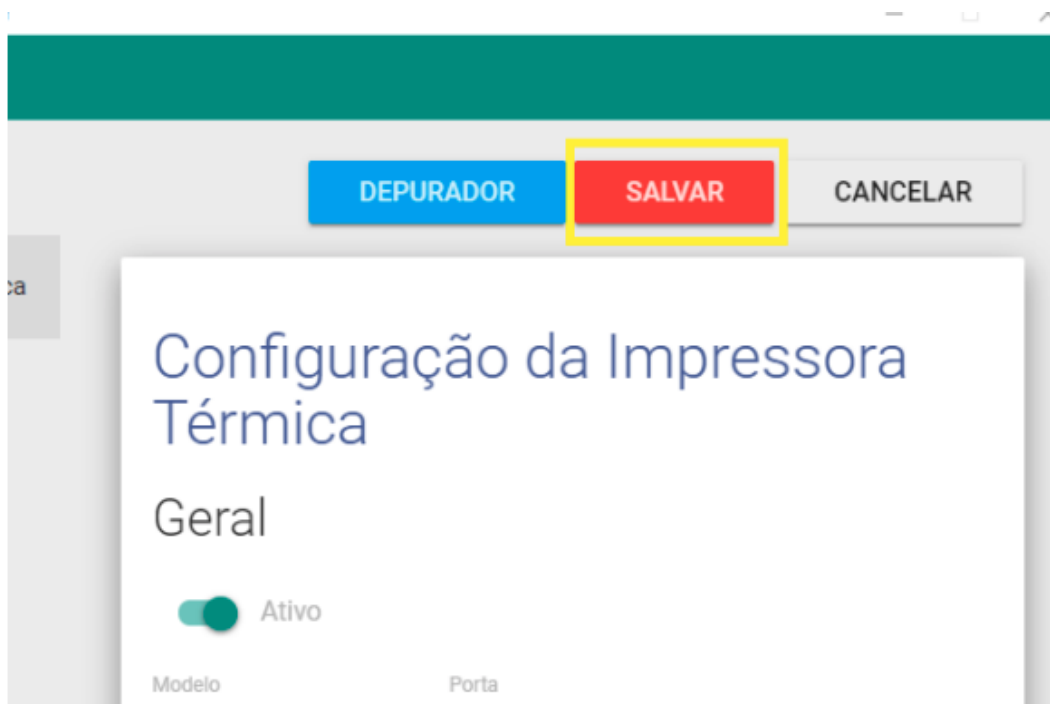 DEPURADOR SALVAR CANCELAR
Configuração da Impressora
Térmica
Geral
Ativo
Modelo Porta